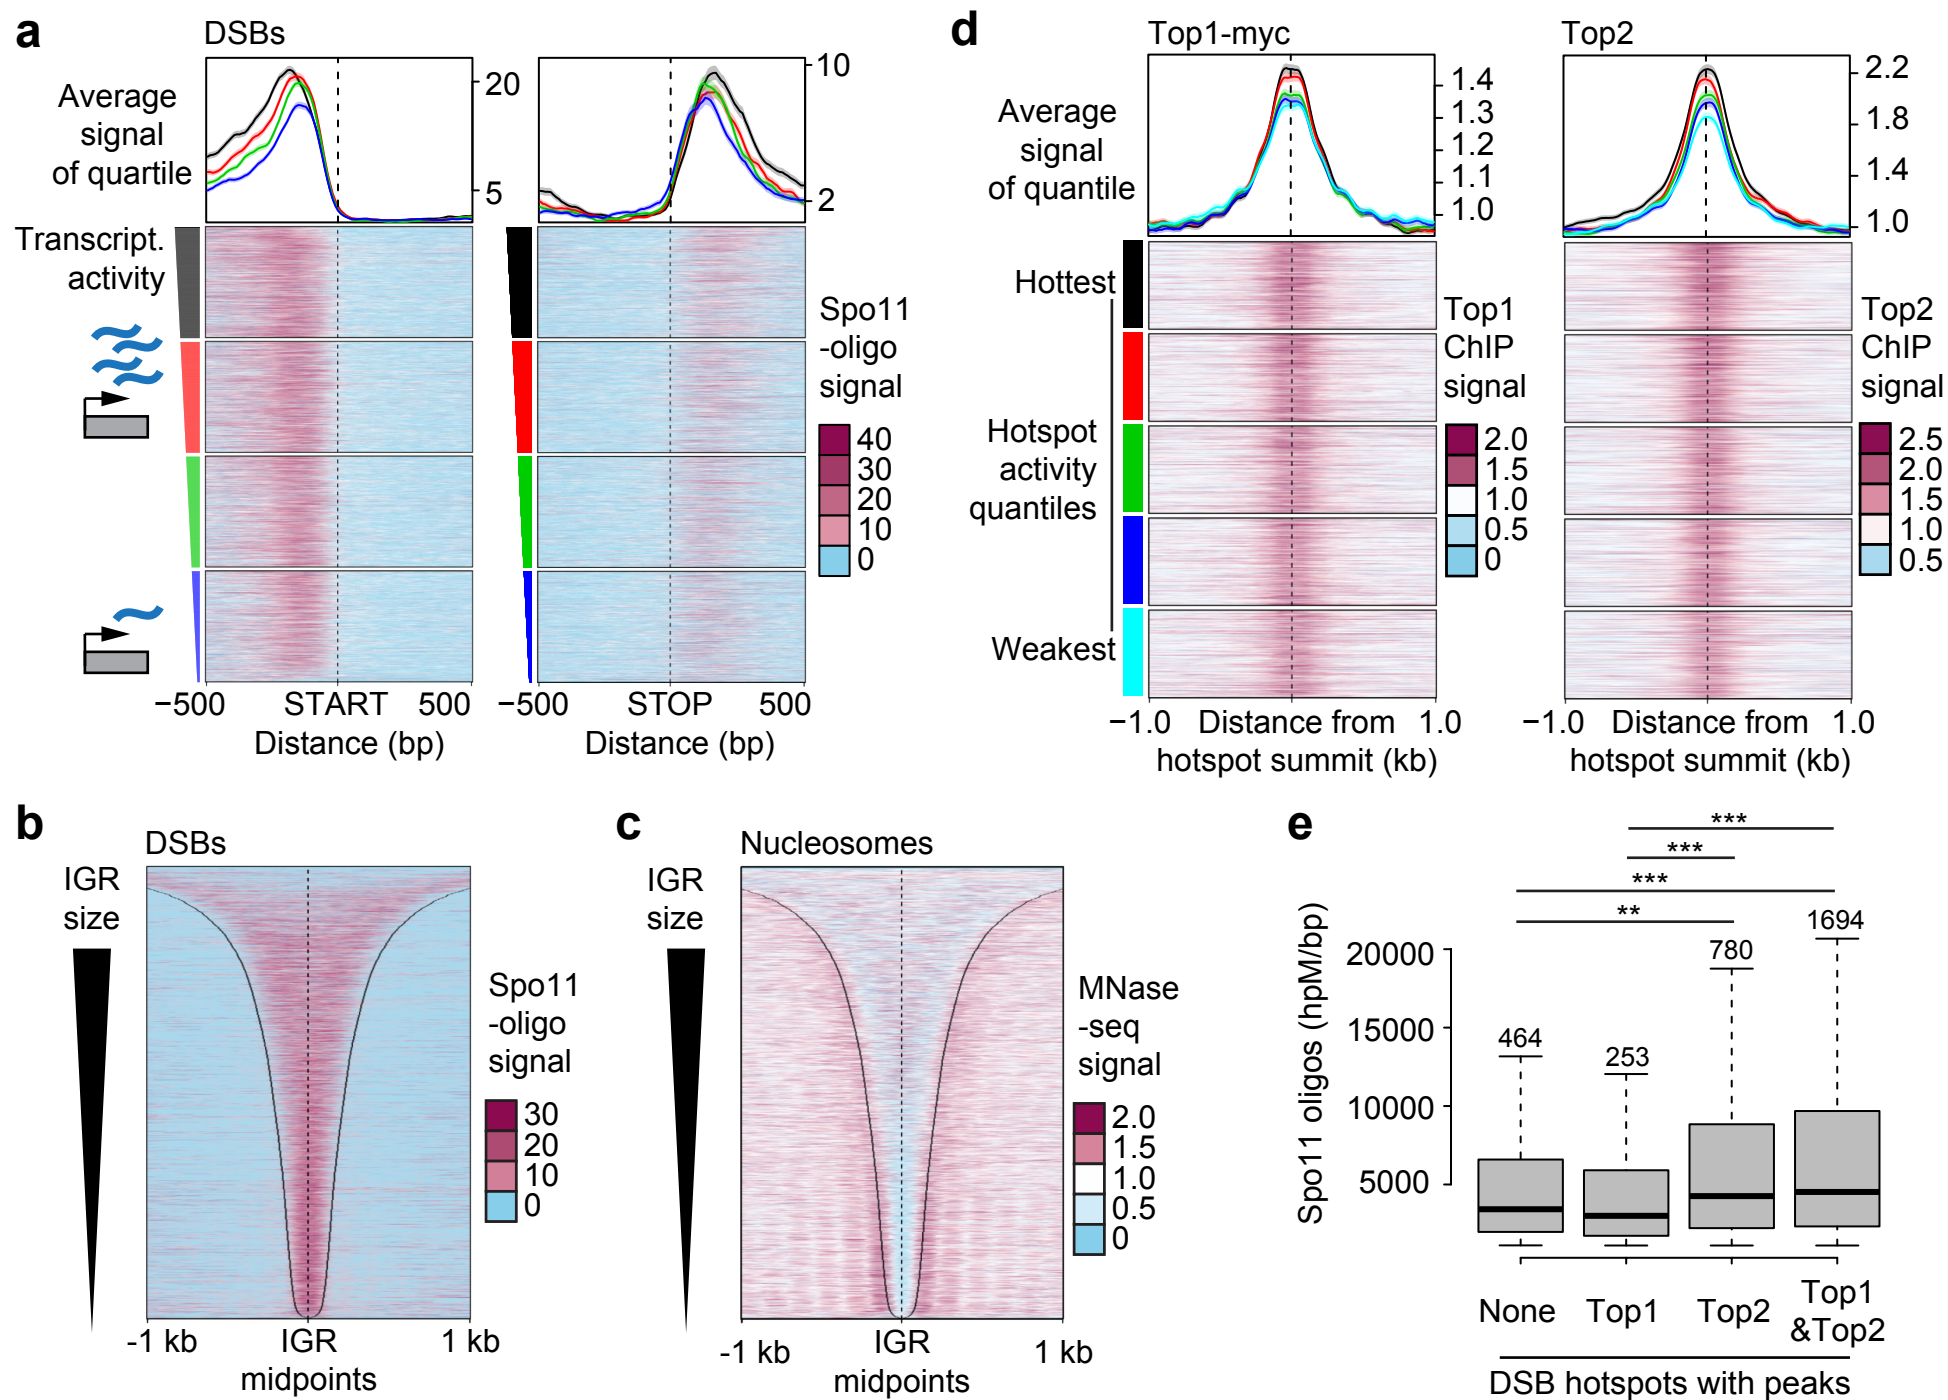 a
DSBs
Average
signal
of quartile
20
5
10
2
Transcript.
activity
Spo11
-oligo
signal
40
30
20
10
0
−500
START
500
Distance (bp)
−500
STOP
500
Distance (bp)
d
Top1-myc
Top2
Average
signal
of quantile
1.4
1.3
1.2
1.1
1.0
2.2
1.8
1.4
1.0
Hottest
Hotspot
activity
quantiles
Weakest
Top1
ChIP
signal
2.0
1.5
1.0
0.5
0
Top2
ChIP
signal
2.5
2.0
1.5
1.0
0.5
−1.0
Distance from
1.0
hotspot summit (kb)
−1.0
Distance from
1.0
hotspot summit (kb)
b
DSBs
IGR
size
Spo11
-oligo
signal
30
20
10
0
-1 kb
IGR
1 kb
midpoints
c
Nucleosomes
IGR
size
MNase
-seq
signal
2.0
1.5
1.0
0.5
0
-1 kb
IGR
1 kb
midpoints
e
***
***
***
**
Spo11 oligos (hpM/bp)
20000
15000
10000
5000
464
253
780
1694
None
Top1
Top2
Top1
&Top2
DSB hotspots with peaks